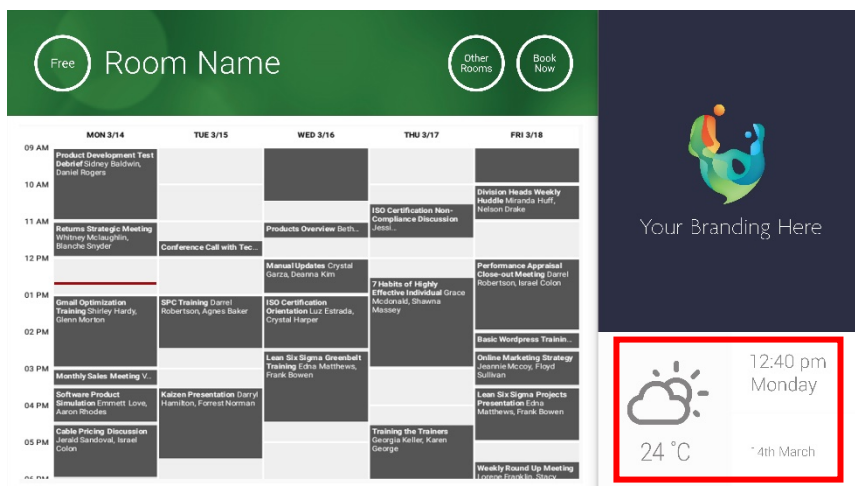 Free
Room Name
Other
Rooms
Book
Now
MON 3/14
TUE 3/15
WED 3/16
THU 3/17
FRI 3/18
09 AM
10 AM
11 AM
12 PM
01 PM
02 PM
03 PM
04 PM
05 PM
06 PM
Product Development Test
Debrief Sidney Baldwin,
Daniel Rogers
Returns Strategic Meeting
Whitney Mclaughlin,
Blanche Snyder
Gmail Optimization
Training Shirley Hardy,
Glenn Morton
Monthly Sales Meeting V..
Software Product
Simulation Emmett Love,
Aaron Rhodes
Cable Pricing Discussion
Jerald Sandoval, Israel
Colon
Conference Call with Tec...
SPC Training Darrel
Robertson, Agnes Baker
Kaizen Presentation Darryl
Hamilton, Forrest Norman
Products Overview Beth..
Manual Updates Crystal
Garza, Deanna Kim
ISO Certification
Orientation Luz Estrada,
Crystal Harper
Lean Six Sigma Greenbelt
Training Edna Matthews,
Frank Bowen
ISO Certification Non-
Compliance Discussion
Jessi...
7 Habits of Highly
Effective Individual Grace
Mcdonald, Shawna
Massey
Training the Trainers
Georgia Keller, Karen
George
Division Heads Weekly
Huddle Miranda Huff,
Nelson Drake
Performance Appraisal
Close-out Meeting Darrel
Robertson, Israel Colon
Basic Wordpress Trainin..
Online Marketing Strategy
Jeannie Mccoy, Floyd
Sullivan
Lean Six Sigma Projects
Presentation Edna
Matthews, Frank Bowen
Weekly Round Up Meeting
Lorene Franklin, Stacy
Your Branding Here
12:40 pm
Monday
24 °C
14th March